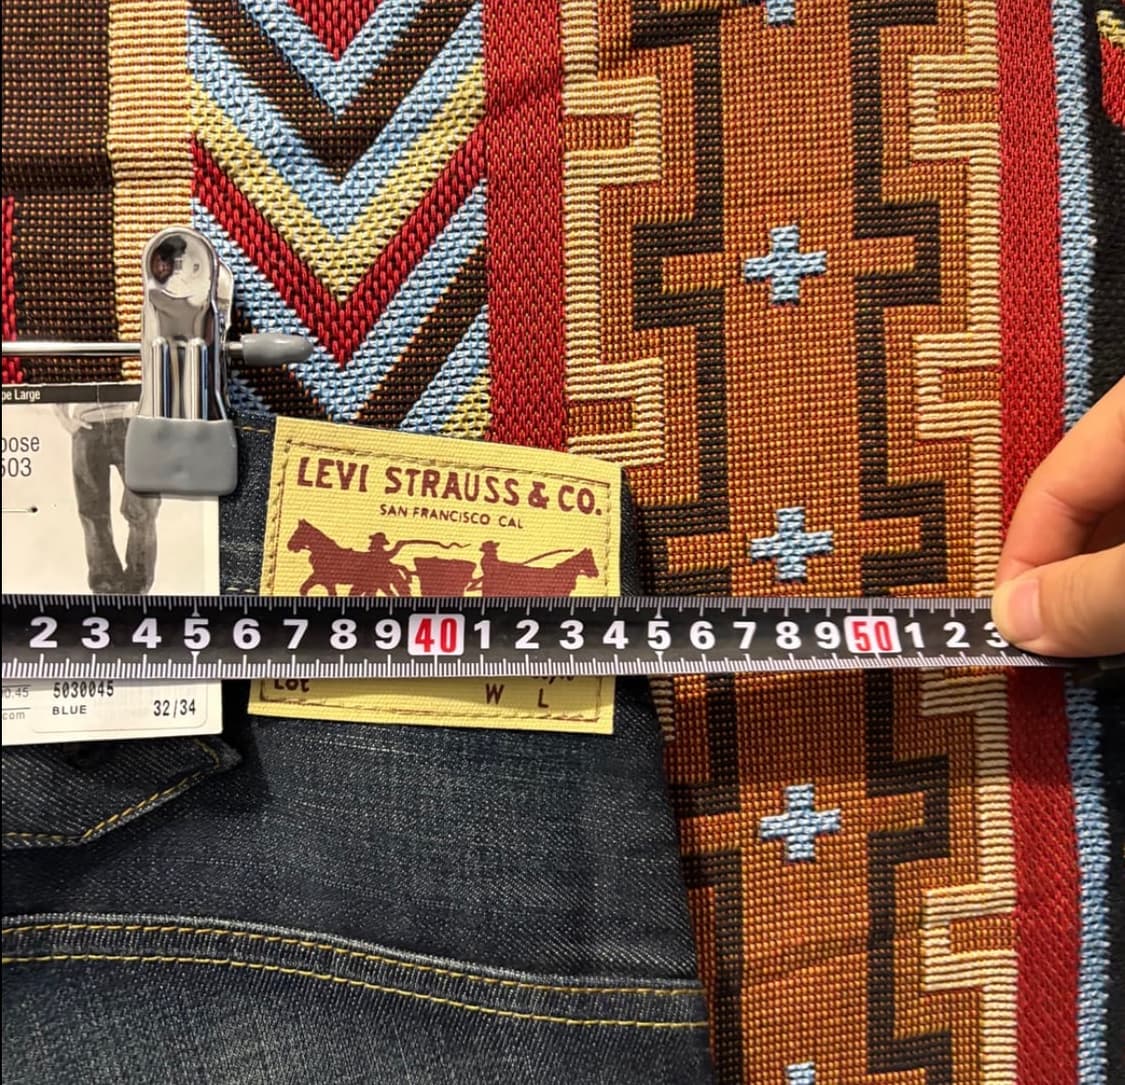 pe Large
oose
503
LEVI STRAUSS & CO.
SAN FRANCISCO CAL
2 3 4 5 6 7 8 9 40 1 2 3 4 5 6 7 8 9 50 1 2 3
0.45 5030045
com BLUE 32/34
Lot W L